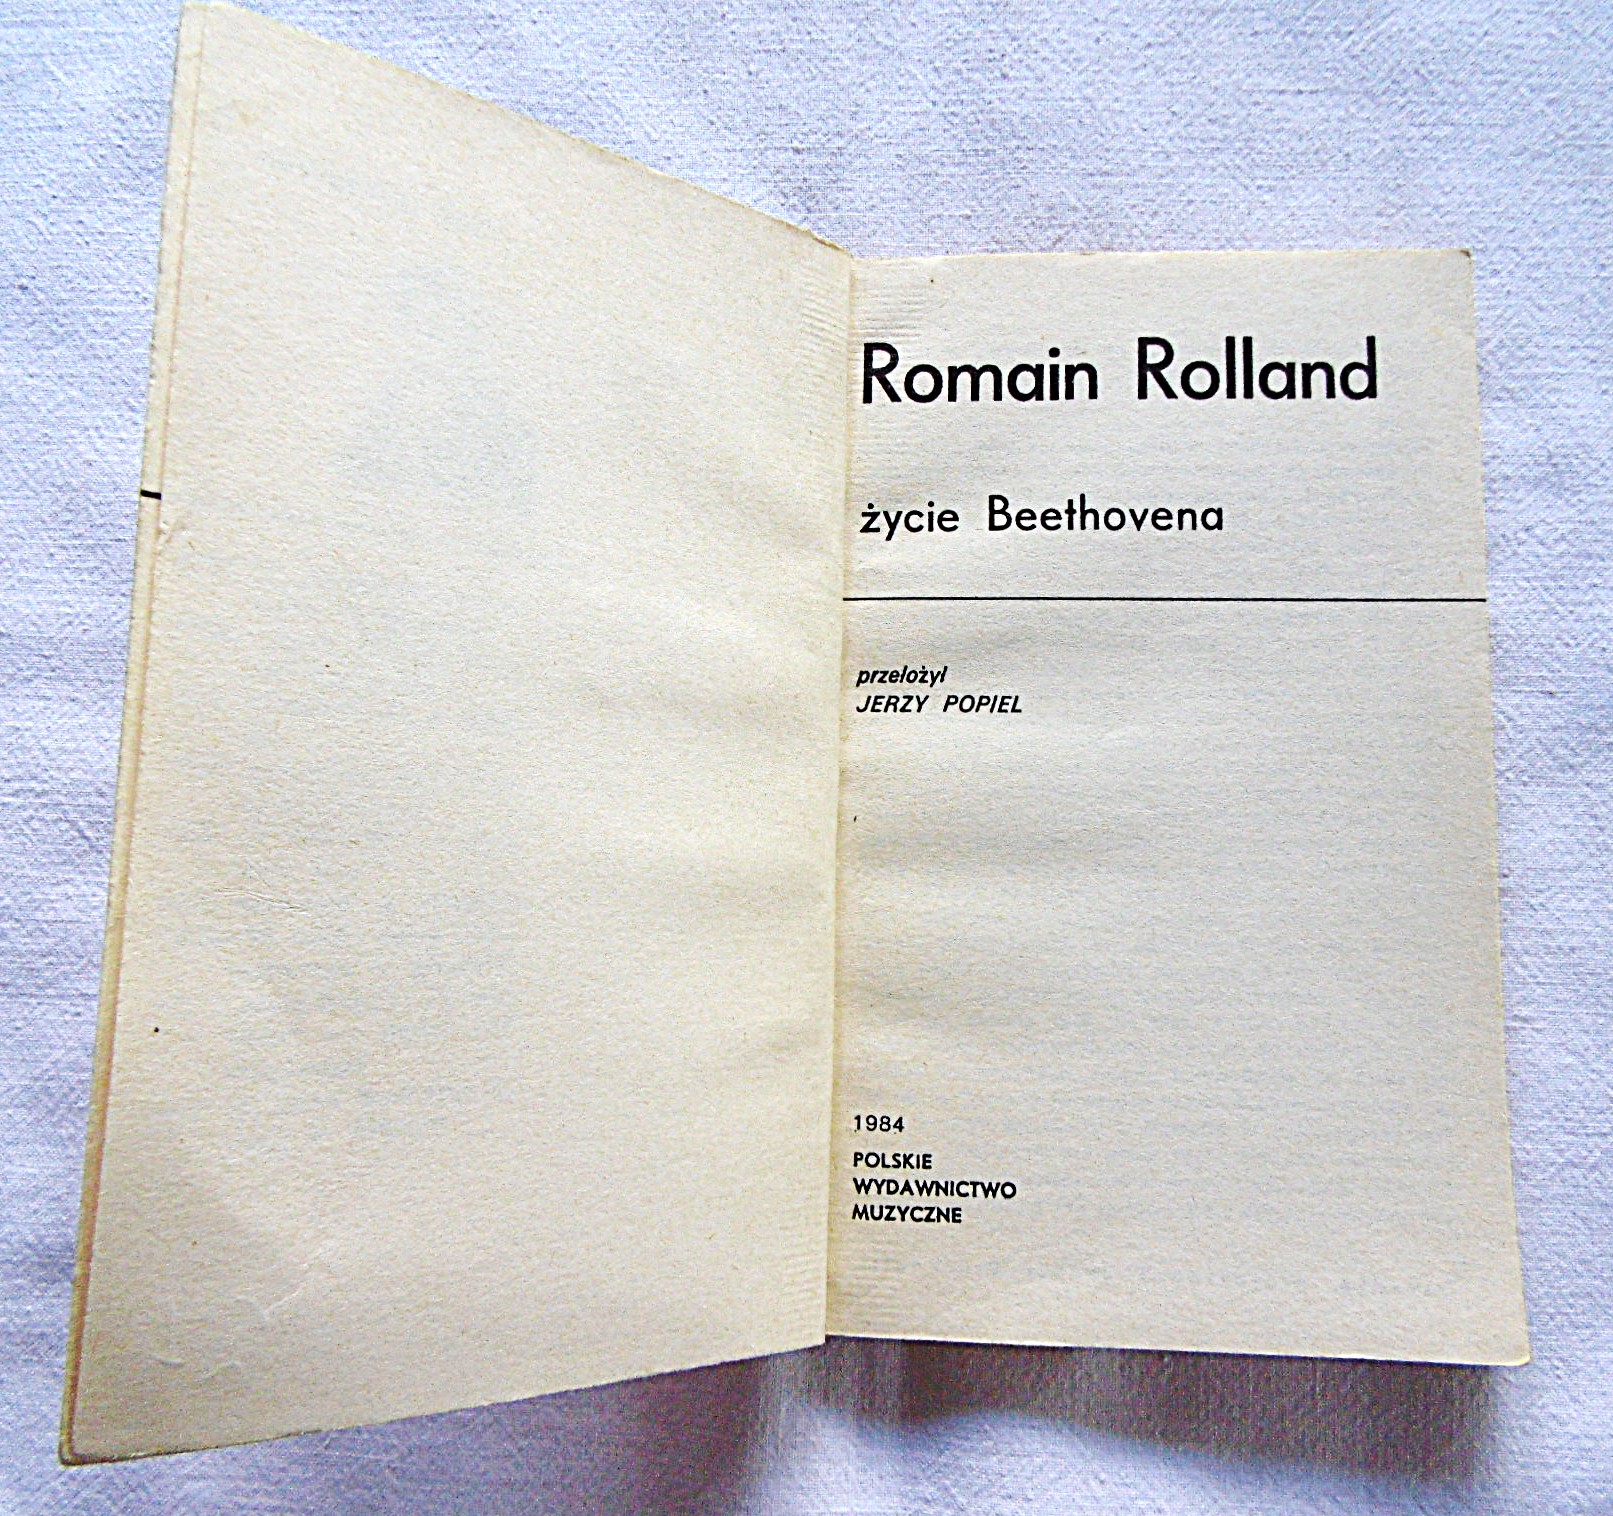 Romain Rolland
życie Beethovena
przełożył
JERZY POPIEL
1984
POLSKIE
WYDAWNICTWO
MUZYCZNE